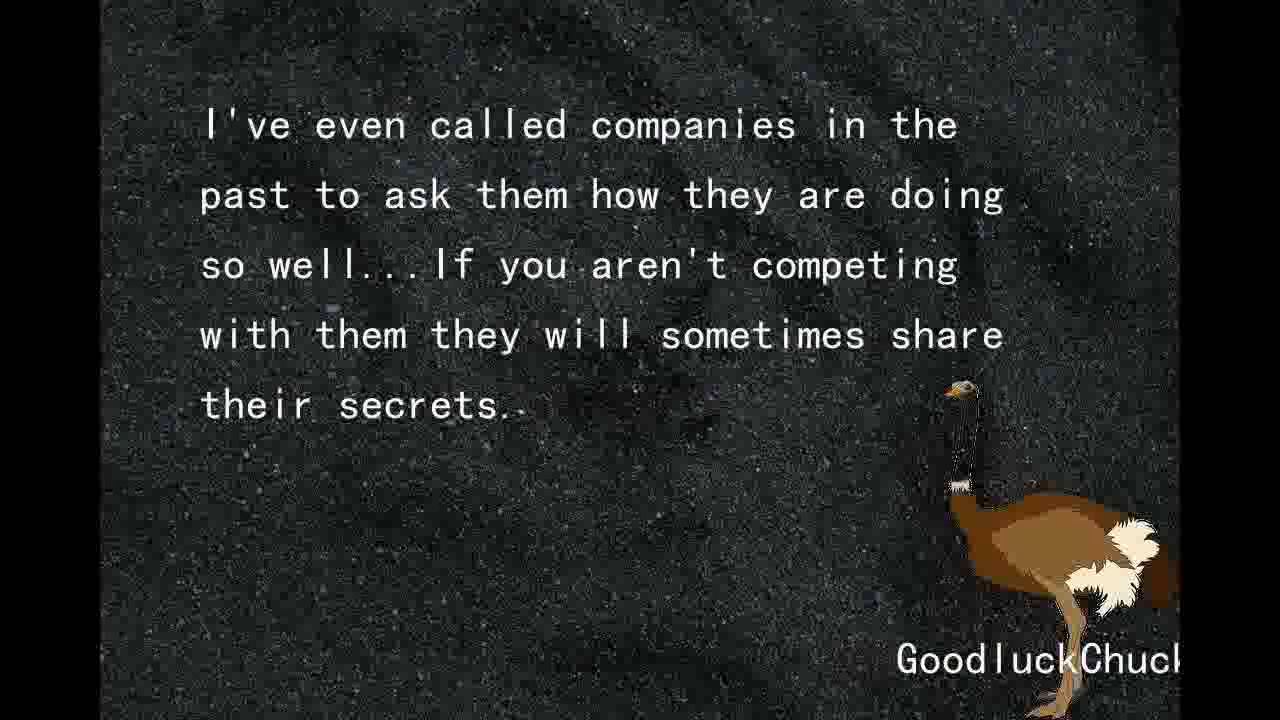 I've even called companies in the
past to ask them how they are doing
so well...If you aren't competing
with them they will sometimes share
their secrets.
GoodluckChuck